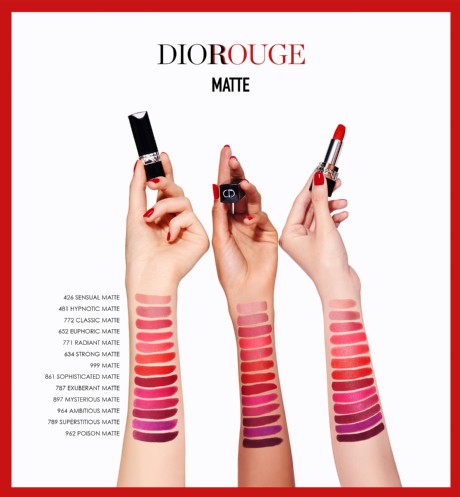 DIOROUGE
MATTE
CD
426 SENSUAL MATTE
481 HYPNOTIC MATTE
772 CLASSIC MATTE
652 EUPHORIC MATTE
771 RADIANT MATTE
634 STRONG MATTE
999 MATTE
861 SOPHISTICATED MATTE
787 EXUBERANT MATTE
897 MYSTERIOUS MATTE
964 AMBITIOUS MATTE
789 SUPERSTITIOUS MATTE
962 POISON MATTE